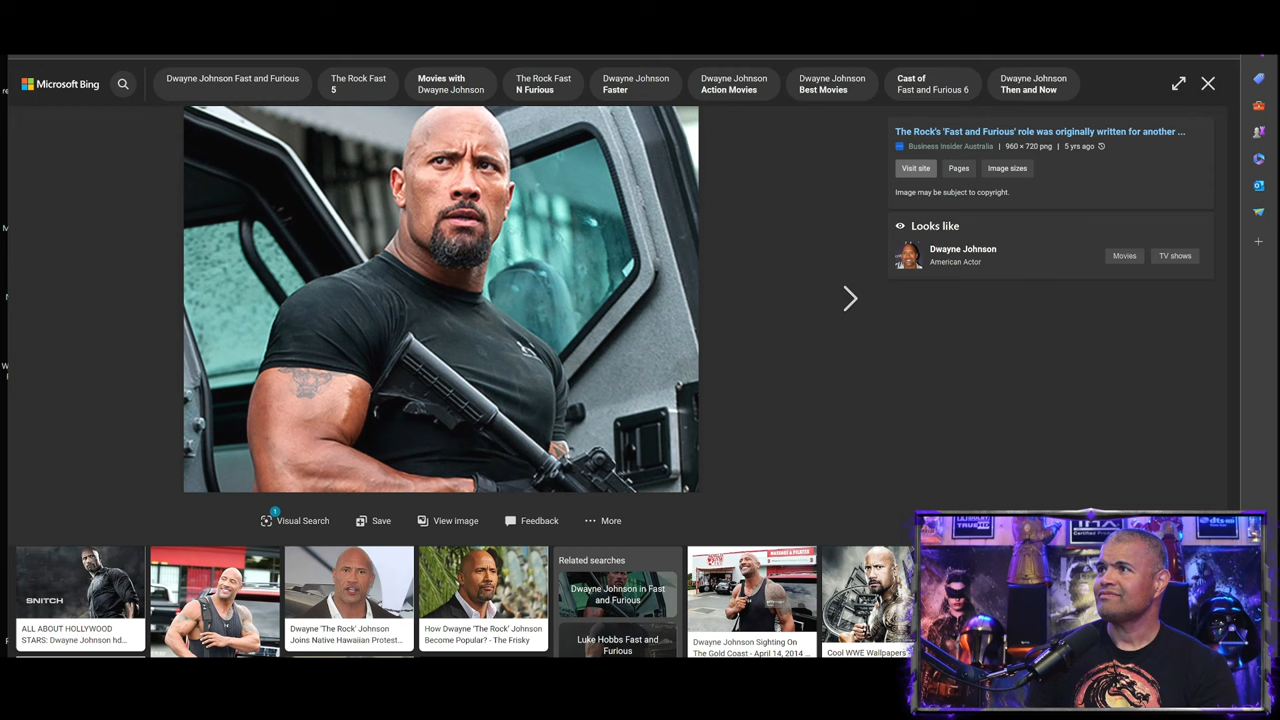 Microsoft Bing
Dwayne Johnson Fast and Furious
The Rock Fast
5
Movies with
Dwayne Johnson
The Rock Fast
N Furious
Dwayne Johnson
Faster
Dwayne Johnson
Action Movies
Dwayne Johnson
Best Movies
Cast of
Fast and Furious 6
Dwayne Johnson
Then and Now
The Rock's 'Fast and Furious' role was originally written for another ...
Business Insider Australia | 960 × 720 png | 5 yrs ago
Visit site
Pages
Image sizes
Image may be subject to copyright.
Looks like
Dwayne Johnson
American Actor
Movies
TV shows
1
Visual Search
Save
View image
Feedback
More
SNITCH
ALL ABOUT HOLLYWOOD
STARS: Dwayne Johnson hd...
Dwayne 'The Rock' Johnson
Joins Native Hawaiian Protest...
How Dwayne 'The Rock' Johnson
Become Popular? - The Frisky
Related searches
Dwayne Johnson in Fast
and Furious
Luke Hobbs Fast and
Furious
Dwayne Johnson Sighting On
The Gold Coast - April 14, 2014 ...
Cool WWE Wallpapers
dts-HD